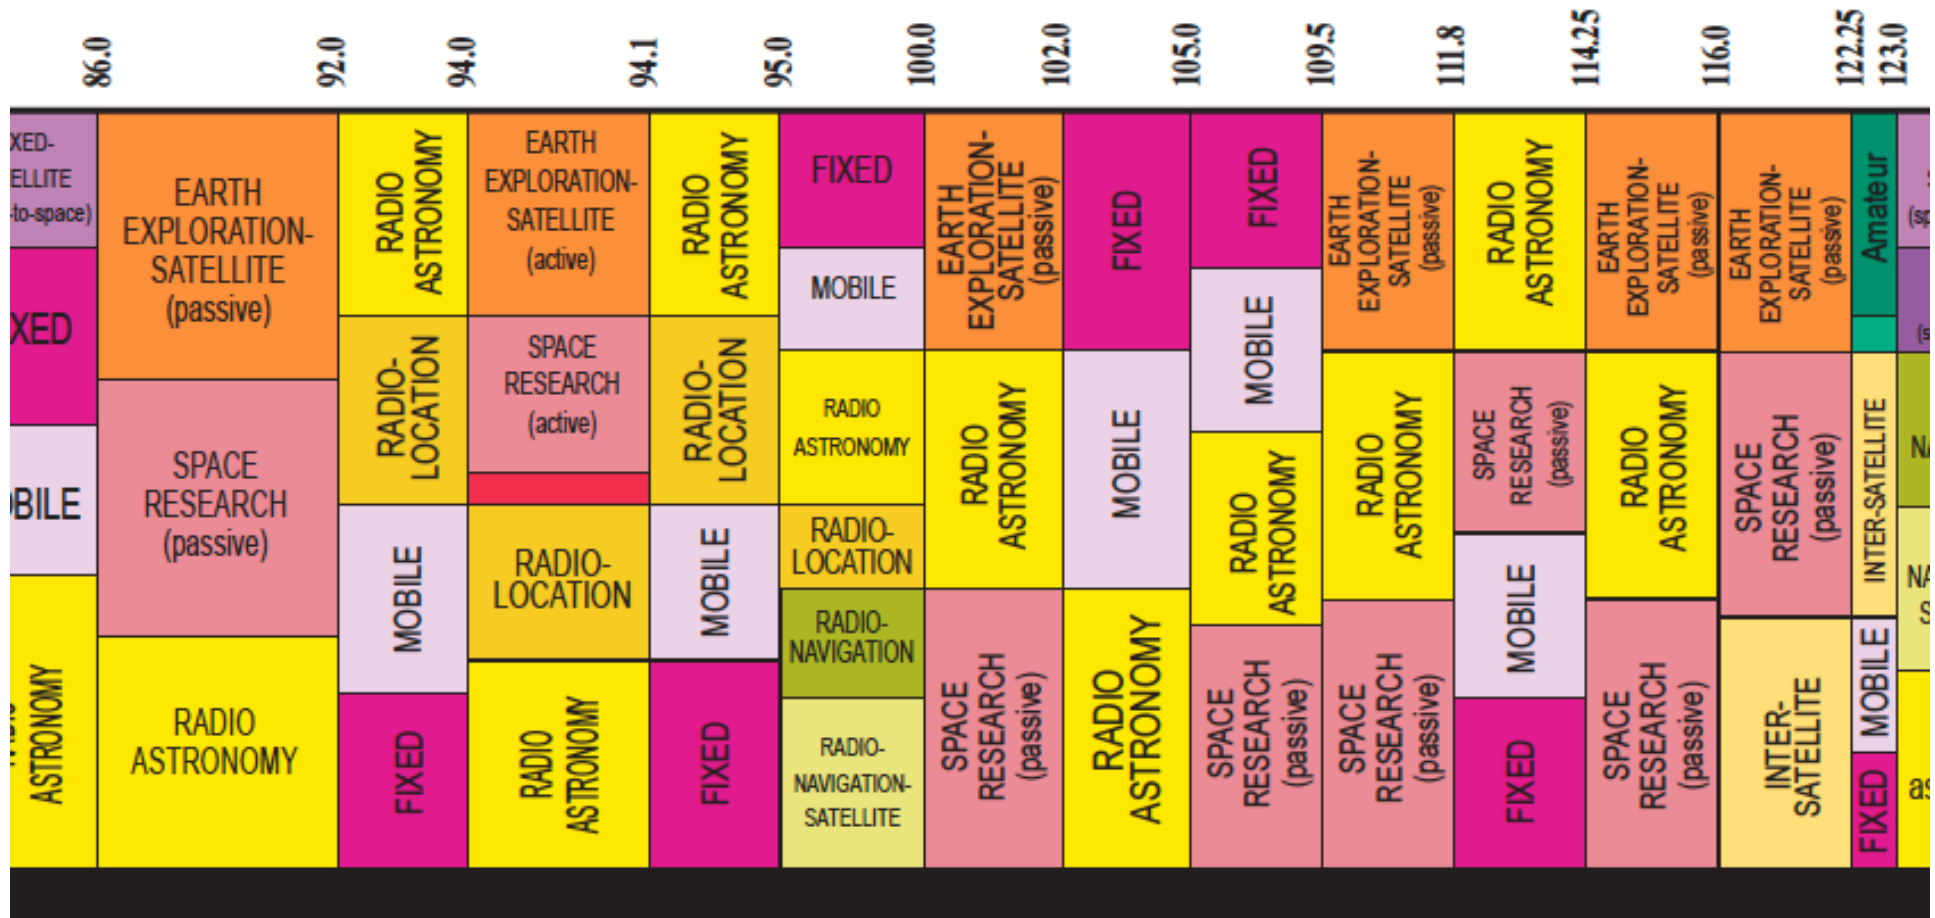 86.0
92.0
94.0
94.1
95.0
100.0
102.0
105.0
109.5
111.8
114.25
116.0
122.25
123.0
XED-
ELLITE
-to-space)
XED
BILE
ASTRONOMY
EARTH
EXPLORATION-
SATELLITE
(passive)
SPACE
RESEARCH
(passive)
RADIO
ASTRONOMY
RADIO
ASTRONOMY
RADIO-
LOCATION
MOBILE
FIXED
EARTH
EXPLORATION-
SATELLITE
(active)
SPACE
RESEARCH
(active)
RADIO-
LOCATION
RADIO
ASTRONOMY
RADIO
ASTRONOMY
RADIO-
LOCATION
MOBILE
FIXED
FIXED
MOBILE
RADIO
ASTRONOMY
RADIO-
LOCATION
RADIO-
NAVIGATION
RADIO-
NAVIGATION-
SATELLITE
EARTH
EXPLORATION-
SATELLITE
(passive)
RADIO
ASTRONOMY
SPACE
RESEARCH
(passive)
FIXED
MOBILE
RADIO
ASTRONOMY
FIXED
MOBILE
RADIO
ASTRONOMY
SPACE
RESEARCH
(passive)
EARTH
EXPLORATION-
SATELLITE
(passive)
RADIO
ASTRONOMY
SPACE
RESEARCH
(passive)
RADIO
ASTRONOMY
SPACE
RESEARCH
(passive)
MOBILE
FIXED
EARTH
EXPLORATION-
SATELLITE
(passive)
RADIO
ASTRONOMY
SPACE
RESEARCH
(passive)
EARTH
EXPLORATION-
SATELLITE
(passive)
SPACE
RESEARCH
(passive)
INTER-
SATELLITE
Amateur
INTER-SATELLITE
MOBILE
FIXED
(sp
(s
NA
NA
S
as